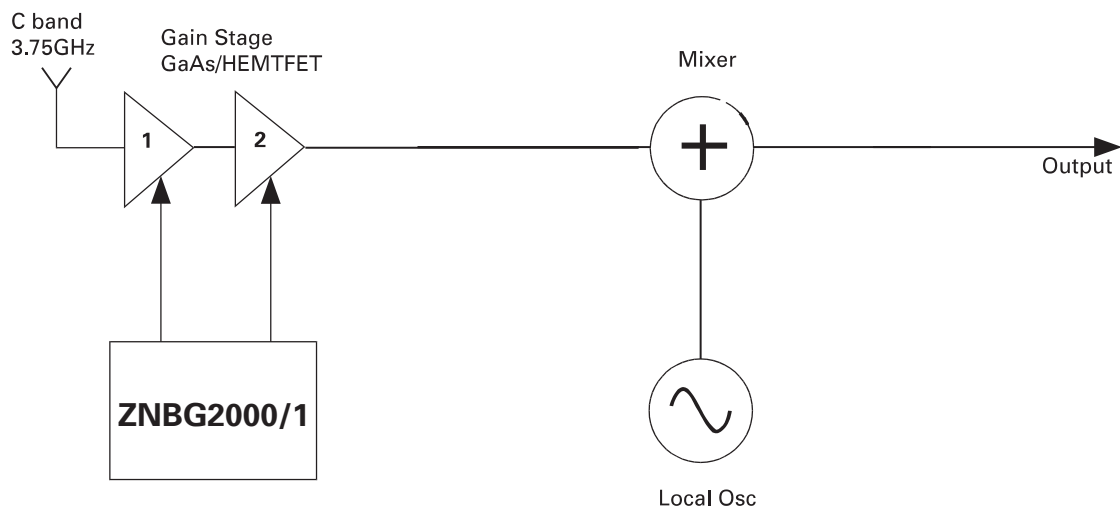 C band
3.75GHz
Gain Stage
GaAs/HEMTFET
Mixer
1
2
+
Output
ZNBG2000/1
Local Osc